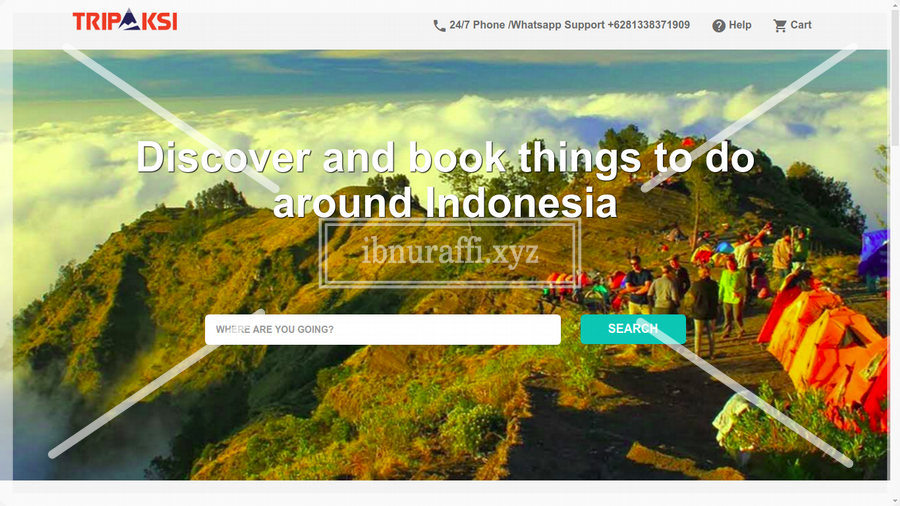 TRIPAKSI
24/7 Phone /Whatsapp Support +6281338371909
Help
Cart
Discover and book things to do
around Indonesia
ibnuraffi.xyz
WHERE ARE YOU GOING?
SEARCH